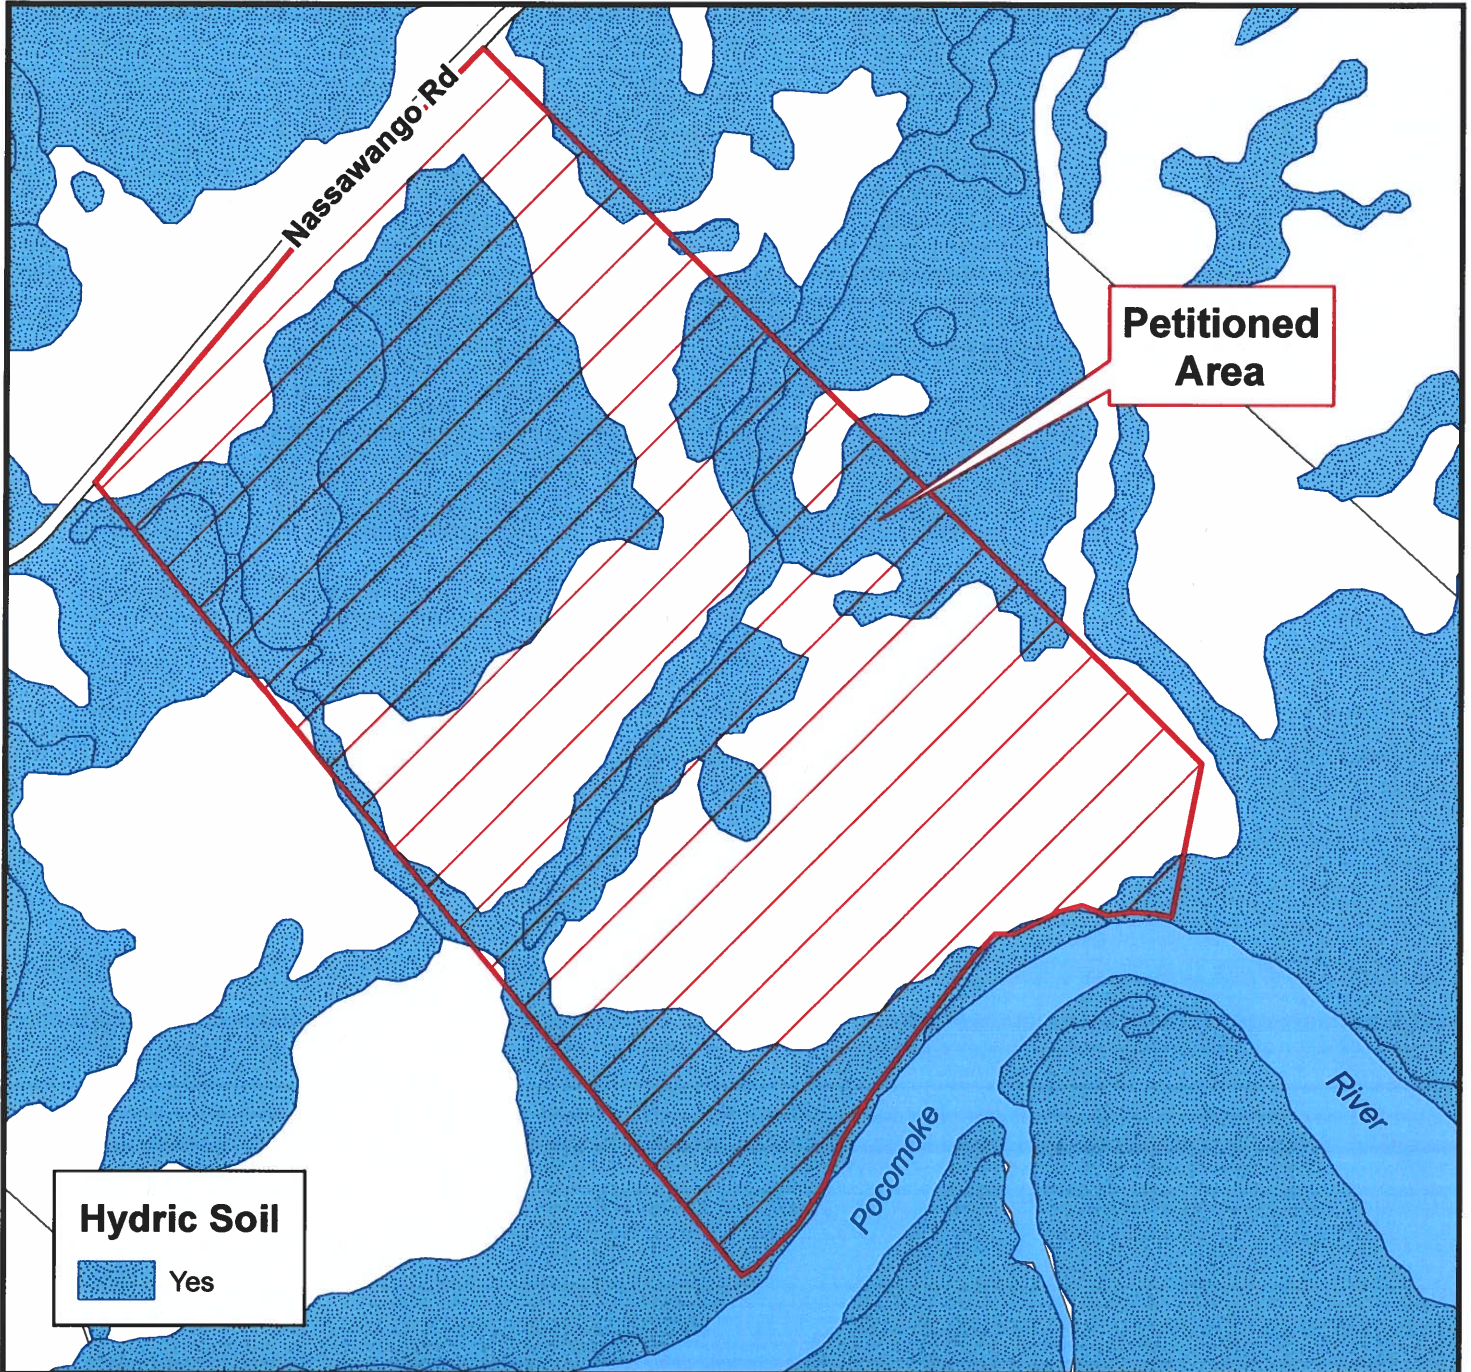 Nassawango Rd
Petitioned
Area
River
Pocomoke
Hydric Soil
Yes